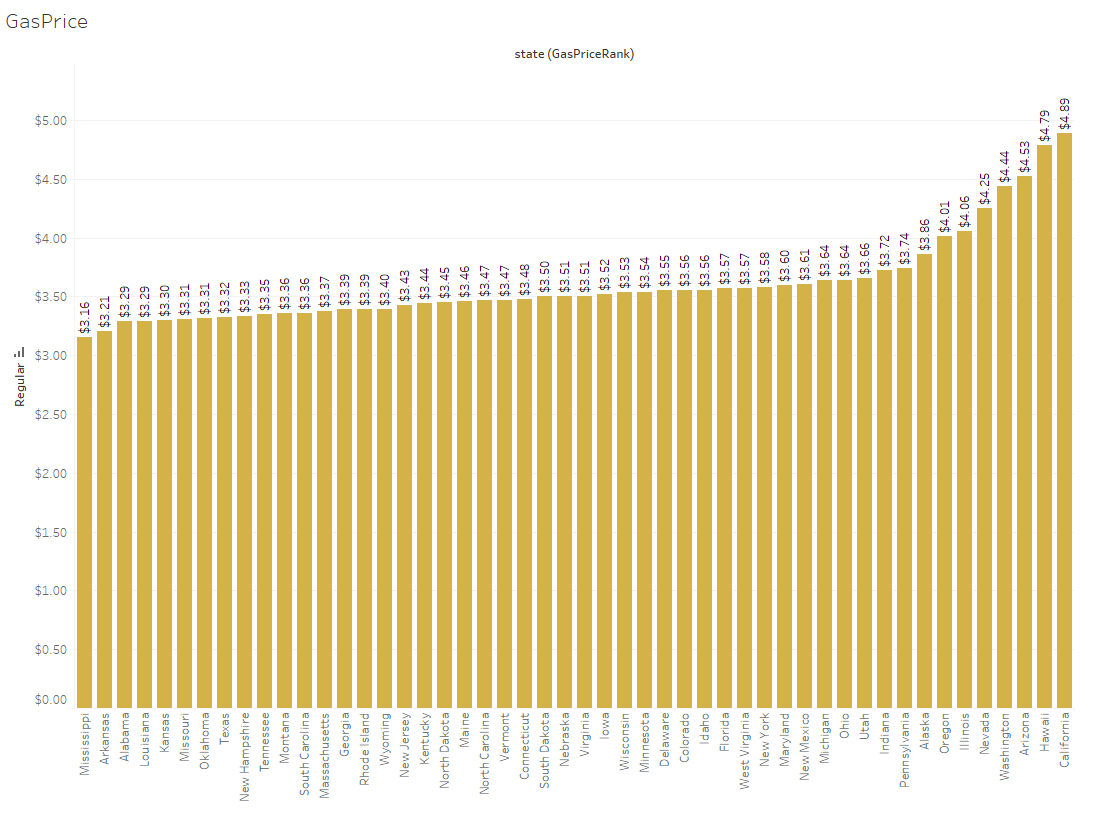 GasPrice
state (GasPriceRank)
$5.00
$4.50
$4.00
$3.50
$3.00
$2.50
$2.00
$1.50
$1.00
$0.50
$0.00
Regular
$3.16
$3.21
$3.29
$3.29
$3.30
$3.31
$3.31
$3.32
$3.33
$3.35
$3.36
$3.36
$3.37
$3.39
$3.39
$3.40
$3.43
$3.44
$3.45
$3.46
$3.47
$3.47
$3.48
$3.50
$3.51
$3.51
$3.52
$3.53
$3.54
$3.55
$3.56
$3.56
$3.57
$3.57
$3.58
$3.60
$3.61
$3.64
$3.64
$3.66
$3.72
$3.74
$3.86
$4.01
$4.06
$4.25
$4.44
$4.53
$4.79
$4.89
Mississippi
Arkansas
Alabama
Louisiana
Kansas
Missouri
Oklahoma
Texas
New Hampshire
Tennessee
Montana
South Carolina
Massachusetts
Georgia
Rhode Island
Wyoming
New Jersey
Kentucky
North Dakota
Maine
North Carolina
Vermont
Connecticut
South Dakota
Nebraska
Virginia
Iowa
Wisconsin
Minnesota
Delaware
Colorado
Idaho
Florida
West Virginia
New York
Maryland
New Mexico
Michigan
Ohio
Utah
Indiana
Pennsylvania
Alaska
Oregon
Illinois
Nevada
Washington
Arizona
Hawaii
California